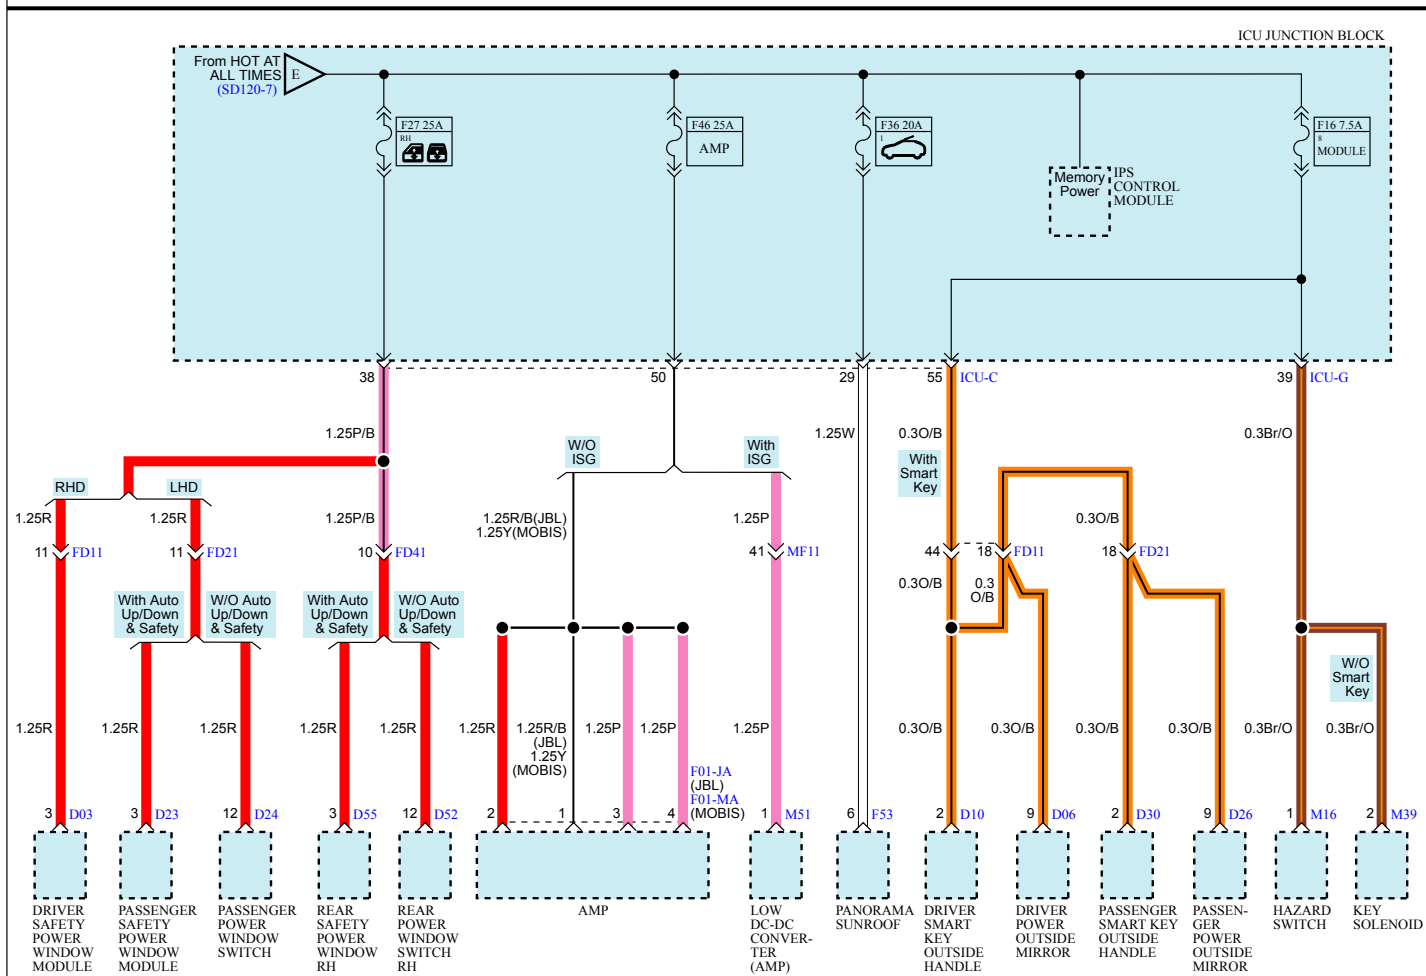 ICU JUNCTION BLOCK
From HOT AT
ALL TIMES
(SD120-7)
E
F27 25A
RH
F46 25A
AMP
F36 20A
1
Memory
Power
IPS
CONTROL
MODULE
F16 7.5A
8
MODULE
38
50
29
55
ICU-C
39
ICU-G
1.25P/B
W/O
ISG
With
ISG
1.25W
0.3O/B
With
Smart
Key
0.3Br/O
RHD
LHD
1.25R
1.25R
1.25P/B
1.25R/B(JBL)
1.25Y(MOBIS)
1.25P
0.3O/B
11
FD11
11
FD21
10
FD41
41
MF11
44
18
FD11
18
FD21
0.3O/B
0.3
O/B
With Auto
Up/Down
& Safety
W/O Auto
Up/Down
& Safety
With Auto
Up/Down
& Safety
W/O Auto
Up/Down
& Safety
W/O
Smart
Key
1.25R
1.25R
1.25R
1.25R
1.25R
1.25R
1.25R/B
(JBL)
1.25Y
(MOBIS)
1.25P
1.25P
1.25P
0.3O/B
0.3O/B
0.3O/B
0.3O/B
0.3Br/O
0.3Br/O
F01-JA
(JBL)
F01-MA
(MOBIS)
3
D03
3
D23
12
D24
3
D55
12
D52
2
1
3
4
1
M51
6
F53
2
D10
9
D06
2
D30
9
D26
1
M16
2
M39
DRIVER
SAFETY
POWER
WINDOW
MODULE
PASSENGER
SAFETY
POWER
WINDOW
MODULE
PASSENGER
POWER
WINDOW
SWITCH
REAR
SAFETY
POWER
WINDOW
RH
REAR
POWER
WINDOW
SWITCH
RH
AMP
LOW
DC-DC
CONVER-
TER
(AMP)
PANORAMA
SUNROOF
DRIVER
SMART
KEY
OUTSIDE
HANDLE
DRIVER
POWER
OUTSIDE
MIRROR
PASSENGER
SMART KEY
OUTSIDE
HANDLE
PASSEN-
GER
POWER
OUTSIDE
MIRROR
HAZARD
SWITCH
KEY
SOLENOID